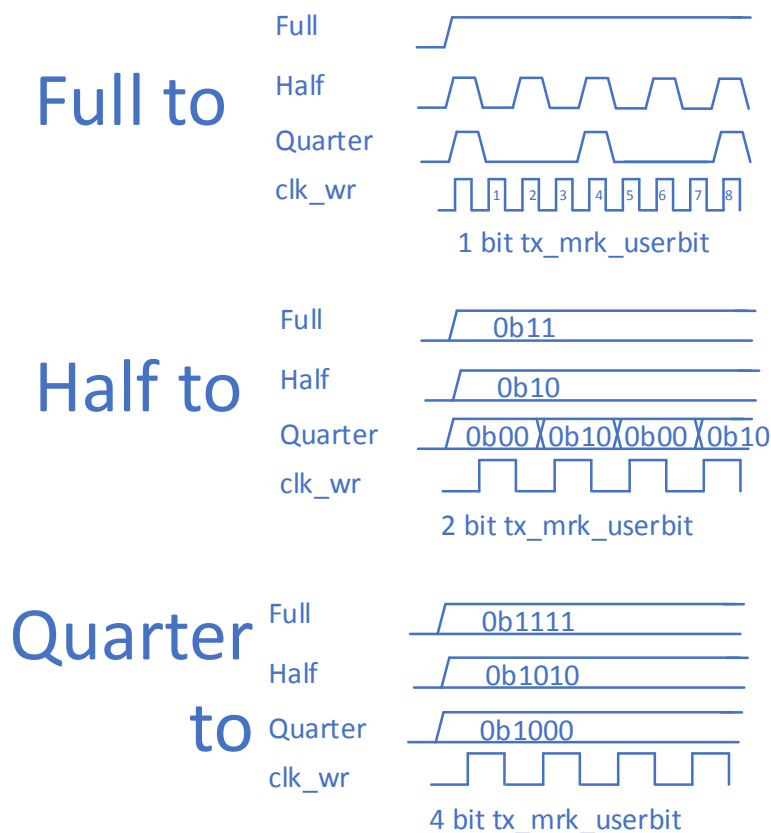 Full to
Full
Half
Quarter
clk_wr
1 2 3 4 5 6 7 8
1 bit tx_mrk_userbit
Half to
Full
0b11
Half
0b10
Quarter
0b00 0b10 0b00 0b10
clk_wr
2 bit tx_mrk_userbit
Quarter
to
Full
0b1111
Half
0b1010
Quarter
0b1000
clk_wr
4 bit tx_mrk_userbit